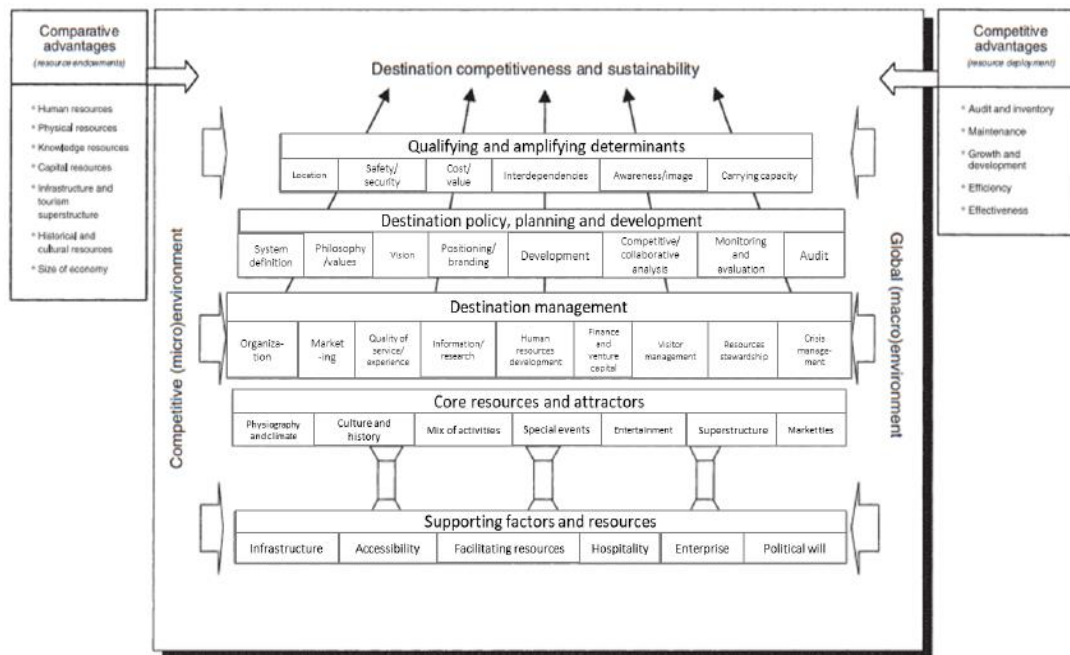 Comparative
advantages
(resource endowments)
* Human resources
* Physical resources
* Knowledge resources
* Capital resources
* Infrastructure and
tourism
superstructure
* Historical and
cultural resources
* Size of economy
Competitive (micro)environment
Destination competitiveness and sustainability
Qualifying and amplifying determinants
Location
Safety/
security
Cost/
value
Interdependencies
Awareness/image
Carrying capacity
Destination policy, planning and development
System
definition
Philosophy
/values
Vision
Positioning/
branding
Development
Competitive/
collaborative
analysis
Monitoring
and
evaluation
Audit
Destination management
Organiza-
tion
Market
-ing
Quality of
service/
experience
Information/
research
Human
resources
development
Finance
and
venture
capital
Visitor
management
Resources
stewardship
Crisis
manage-
ment
Core resources and attractors
Physiography
and climate
Culture and
history
Mix of activities
Special events
Entertainment
Superstructure
Market ties
Supporting factors and resources
Infrastructure
Accessibility
Facilitating resources
Hospitality
Enterprise
Political will
Global (macro)environment
Competitive
advantages
(resource deployment)
* Audit and inventory
* Maintenance
* Growth and
development
* Efficiency
* Effectiveness